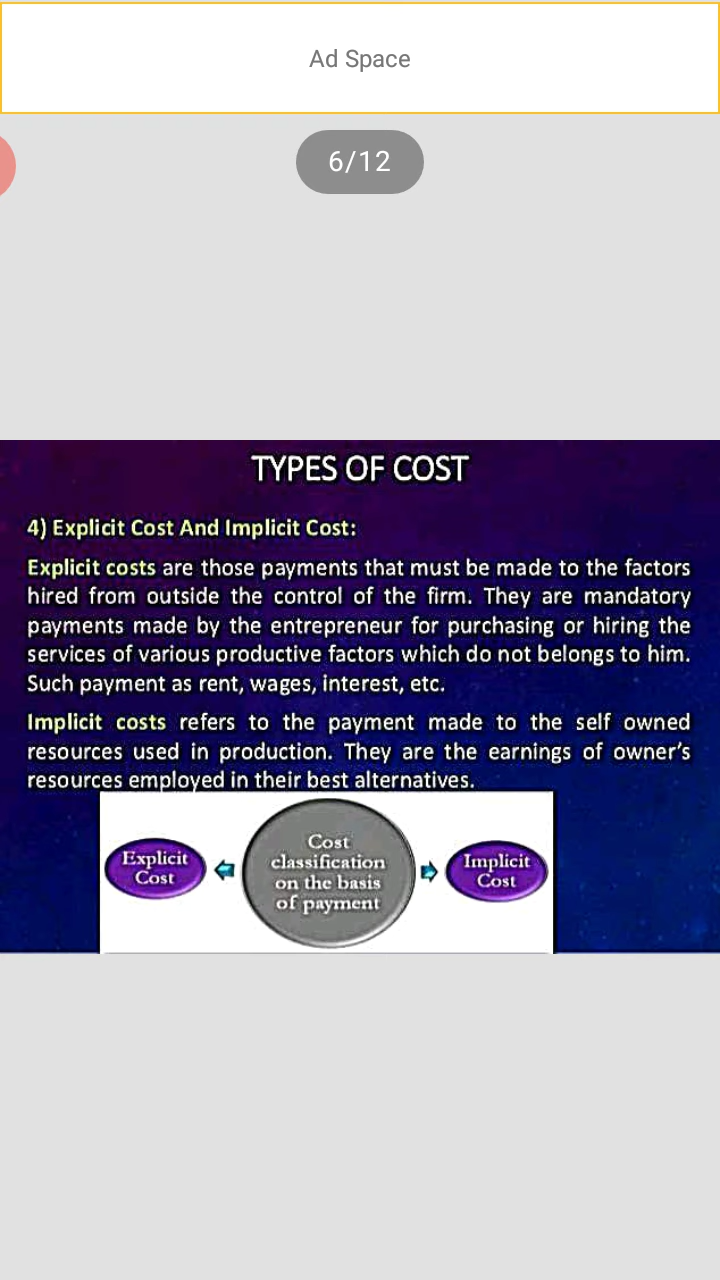 Ad Space
6/12
TYPES OF COST
4) Explicit Cost And Implicit Cost:
Explicit costs are those payments that must be made to the factors
hired from outside the control of the firm. They are mandatory
payments made by the entrepreneur for purchasing or hiring the
services of various productive factors which do not belongs to him.
Such payment as rent, wages, interest, etc.
Implicit costs refers to the payment made to the self owned
resources used in production. They are the earnings of owner's
resources employed in their best alternatives.
Explicit
Cost
Cost
classification
on the basis
of payment
Implicit
Cost